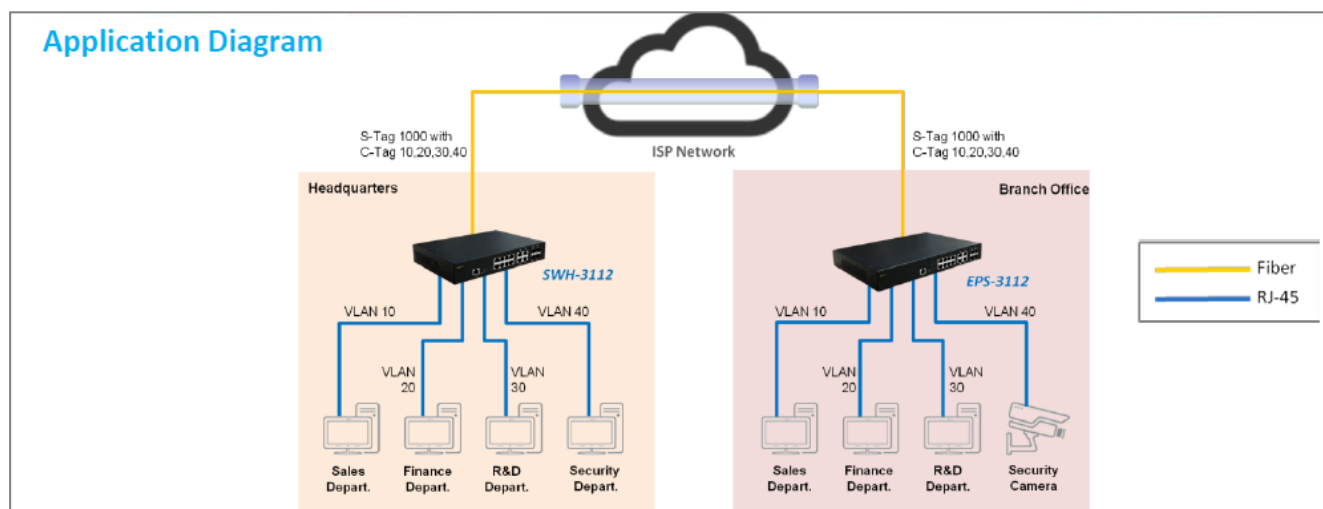 Application Diagram
S-Tag 1000 with
C-Tag 10,20,30,40
ISP Network
S-Tag 1000 with
C-Tag 10,20,30,40
Headquarters
Branch Office
SWH-3112
EPS-3112
Fiber
RJ-45
VLAN 10
VLAN 40
VLAN
20
VLAN
30
VLAN 10
VLAN 40
VLAN
20
VLAN
30
Sales
Depart.
Finance
Depart.
R&D
Depart.
Security
Depart.
Sales
Depart.
Finance
Depart.
R&D
Depart.
Security
Camera